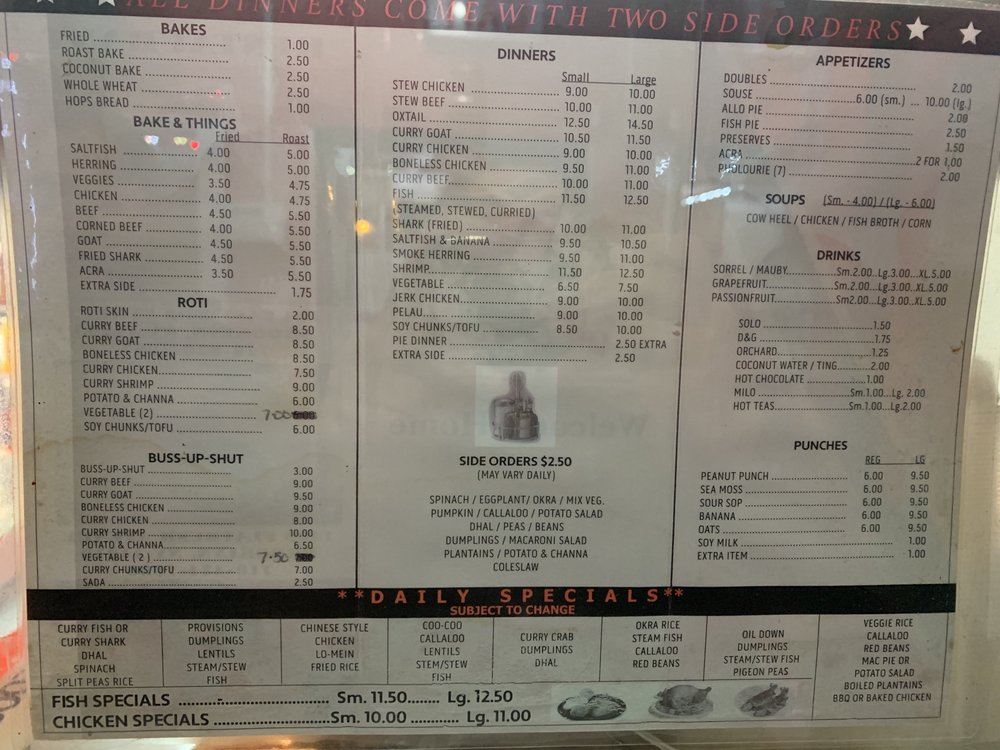 ALL DINNERS COME WITH TWO SIDE ORDERS
BAKES
FRIED 1.00
ROAST BAKE 2.50
COCONUT BAKE 2.50
WHOLE WHEAT 2.50
HOPS BREAD 1.00
BAKE & THINGS
Fried Roast
SALTFISH 4.00 5.00
HERRING 4.00 5.00
VEGGIES 3.50 4.75
CHICKEN 4.00 4.75
BEEF 4.50 5.50
CORNED BEEF 4.00 5.50
GOAT 4.50 5.50
FRIED SHARK 4.50 5.50
ACRA 3.50 5.50
EXTRA SIDE 1.75
ROTI
ROTI SKIN 2.00
CURRY BEEF 8.50
CURRY GOAT 8.50
BONELESS CHICKEN 8.50
CURRY CHICKEN 7.50
CURRY SHRIMP 9.00
POTATO & CHANNA 6.00
VEGETABLE (2) 7.00
SOY CHUNKS/TOFU 6.00
BUSS-UP-SHUT
BUSS-UP-SHUT 3.00
CURRY BEEF 9.00
CURRY GOAT 9.50
BONELESS CHICKEN 9.00
CURRY CHICKEN 8.00
CURRY SHRIMP 10.00
POTATO & CHANNA 6.50
VEGETABLE ( 2 ) 7.50
CURRY CHUNKS/TOFU 7.00
SADA 2.50
DINNERS
Small Large
STEW CHICKEN 9.00 10.00
STEW BEEF 10.00 11.00
OXTAIL 12.50 14.50
CURRY GOAT 10.50 11.50
CURRY CHICKEN 9.00 10.00
BONELESS CHICKEN 9.50 11.00
CURRY BEEF 10.00 11.00
FISH 11.50 12.50
(STEAMED, STEWED, CURRIED)
SHARK (FRIED) 10.00 11.00
SALTFISH & BANANA 9.50 10.50
SMOKE HERRING 9.50 11.00
SHRIMP 11.50 12.50
VEGETABLE 6.50 7.50
JERK CHICKEN 9.00 10.00
PELAU 9.00 10.00
SOY CHUNKS/TOFU 8.50 10.00
PIE DINNER 2.50 EXTRA
EXTRA SIDE 2.50
SIDE ORDERS $2.50
(MAY VARY DAILY)
SPINACH / EGGPLANT/ OKRA / MIX VEG.
PUMPKIN / CALLALOO / POTATO SALAD
DHAL / PEAS / BEANS
DUMPLINGS / MACARONI SALAD
PLANTAINS / POTATO & CHANNA
COLESLAW
APPETIZERS
DOUBLES 2.00
SOUSE 6.00 (sm.) ... 10.00 (lg.)
ALLO PIE 2.00
FISH PIE 2.50
PRESERVES 1.50
ACRA 2 FOR 1.00
PHOLOURIE (7) 2.00
SOUPS (Sm. - 4.00) / (Lg. - 6.00)
COW HEEL / CHICKEN / FISH BROTH / CORN
DRINKS
SORREL / MAUBY Sm.2.00...Lg.3.00...XL.5.00
GRAPEFRUIT Sm.2.00...Lg.3.00...XL.5.00
PASSIONFRUIT Sm2.00...Lg.3.00...XL.5.00
SOLO 1.50
D&G 1.75
ORCHARD 1.25
COCONUT WATER / TING 2.00
HOT CHOCOLATE 1.00
MILO Sm.1.00...Lg. 2.00
HOT TEAS Sm.1.00...Lg.2.00
PUNCHES
REG LG
PEANUT PUNCH 6.00 9.50
SEA MOSS 6.00 9.50
SOUR SOP 6.00 9.50
BANANA 6.00 9.50
OATS 6.00 9.50
SOY MILK 1.00
EXTRA ITEM 1.00
**DAILY SPECIALS**
SUBJECT TO CHANGE
CURRY FISH OR
CURRY SHARK
DHAL
SPINACH
SPLIT PEAS RICE
PROVISIONS
DUMPLINGS
LENTILS
STEAM/STEW
FISH
CHINESE STYLE
CHICKEN
LO-MEIN
FRIED RICE
COO-COO
CALLALOO
LENTILS
STEM/STEW
FISH
CURRY CRAB
DUMPLINGS
DHAL
OKRA RICE
STEAM FISH
CALLALOO
RED BEANS
OIL DOWN
DUMPLINGS
STEAM/STEW FISH
PIGEON PEAS
VEGGIE RICE
CALLALOO
RED BEANS
MAC PIE OR
POTATO SALAD
BOILED PLANTAINS
BBQ OR BAKED CHICKEN
FISH SPECIALS Sm. 11.50 Lg. 12.50
CHICKEN SPECIALS Sm. 10.00 Lg. 11.00